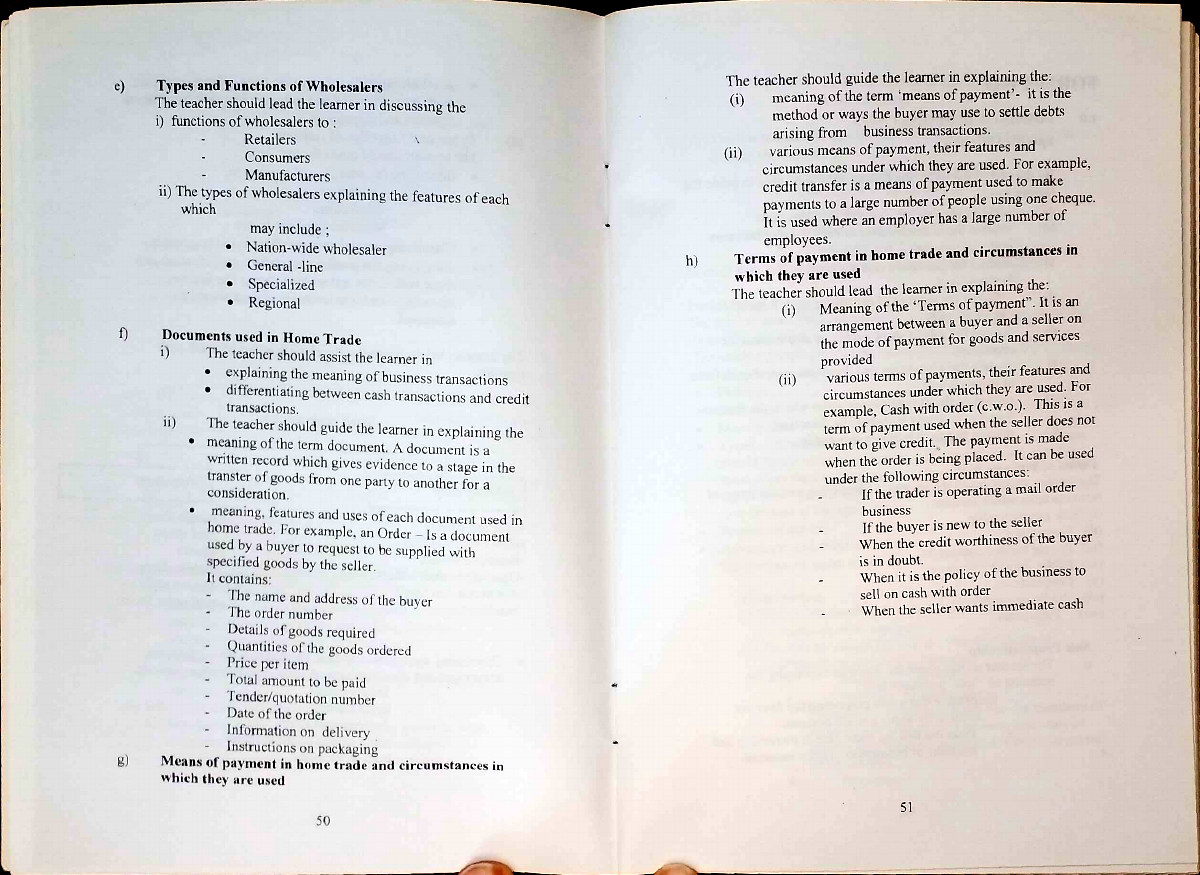 e) Types and Functions of Wholesalers
The teacher should lead the learner in discussing the
i) functions of wholesalers to :
- Retailers
- Consumers
- Manufacturers
ii) The types of wholesalers explaining the features of each
which
may include ;
• Nation-wide wholesaler
• General -line
• Specialized
• Regional
f) Documents used in Home Trade
i) The teacher should assist the learner in
• explaining the meaning of business transactions
• differentiating between cash transactions and credit
transactions.
ii) The teacher should guide the learner in explaining the
• meaning of the term document. A document is a
written record which gives evidence to a stage in the
transter of goods from one party to another for a
consideration.
• meaning, features and uses of each document used in
home trade. For example, an Order – Is a document
used by a buyer to request to be supplied with
specified goods by the seller.
It contains:
- The name and address of the buyer
- The order number
- Details of goods required
- Quantities of the goods ordered
- Price per item
- Total amount to be paid
- Tender/quotation number
- Date of the order
- Information on delivery
- Instructions on packaging
g) Means of payment in home trade and circumstances in
which they are used
50
The teacher should guide the learner in explaining the:
(i) meaning of the term ‘means of payment’- it is the
method or ways the buyer may use to settle debts
arising from business transactions.
(ii) various means of payment, their features and
circumstances under which they are used. For example,
credit transfer is a means of payment used to make
payments to a large number of people using one cheque.
It is used where an employer has a large number of
employees.
h) Terms of payment in home trade and circumstances in
which they are used
The teacher should lead the learner in explaining the:
(i) Meaning of the ‘Terms of payment”. It is an
arrangement between a buyer and a seller on
the mode of payment for goods and services
provided
(ii) various terms of payments, their features and
circumstances under which they are used. For
example, Cash with order (c.w.o.). This is a
term of payment used when the seller does not
want to give credit. The payment is made
when the order is being placed. It can be used
under the following circumstances:
- If the trader is operating a mail order
business
- If the buyer is new to the seller
- When the credit worthiness of the buyer
is in doubt.
- When it is the policy of the business to
sell on cash with order
- When the seller wants immediate cash
51